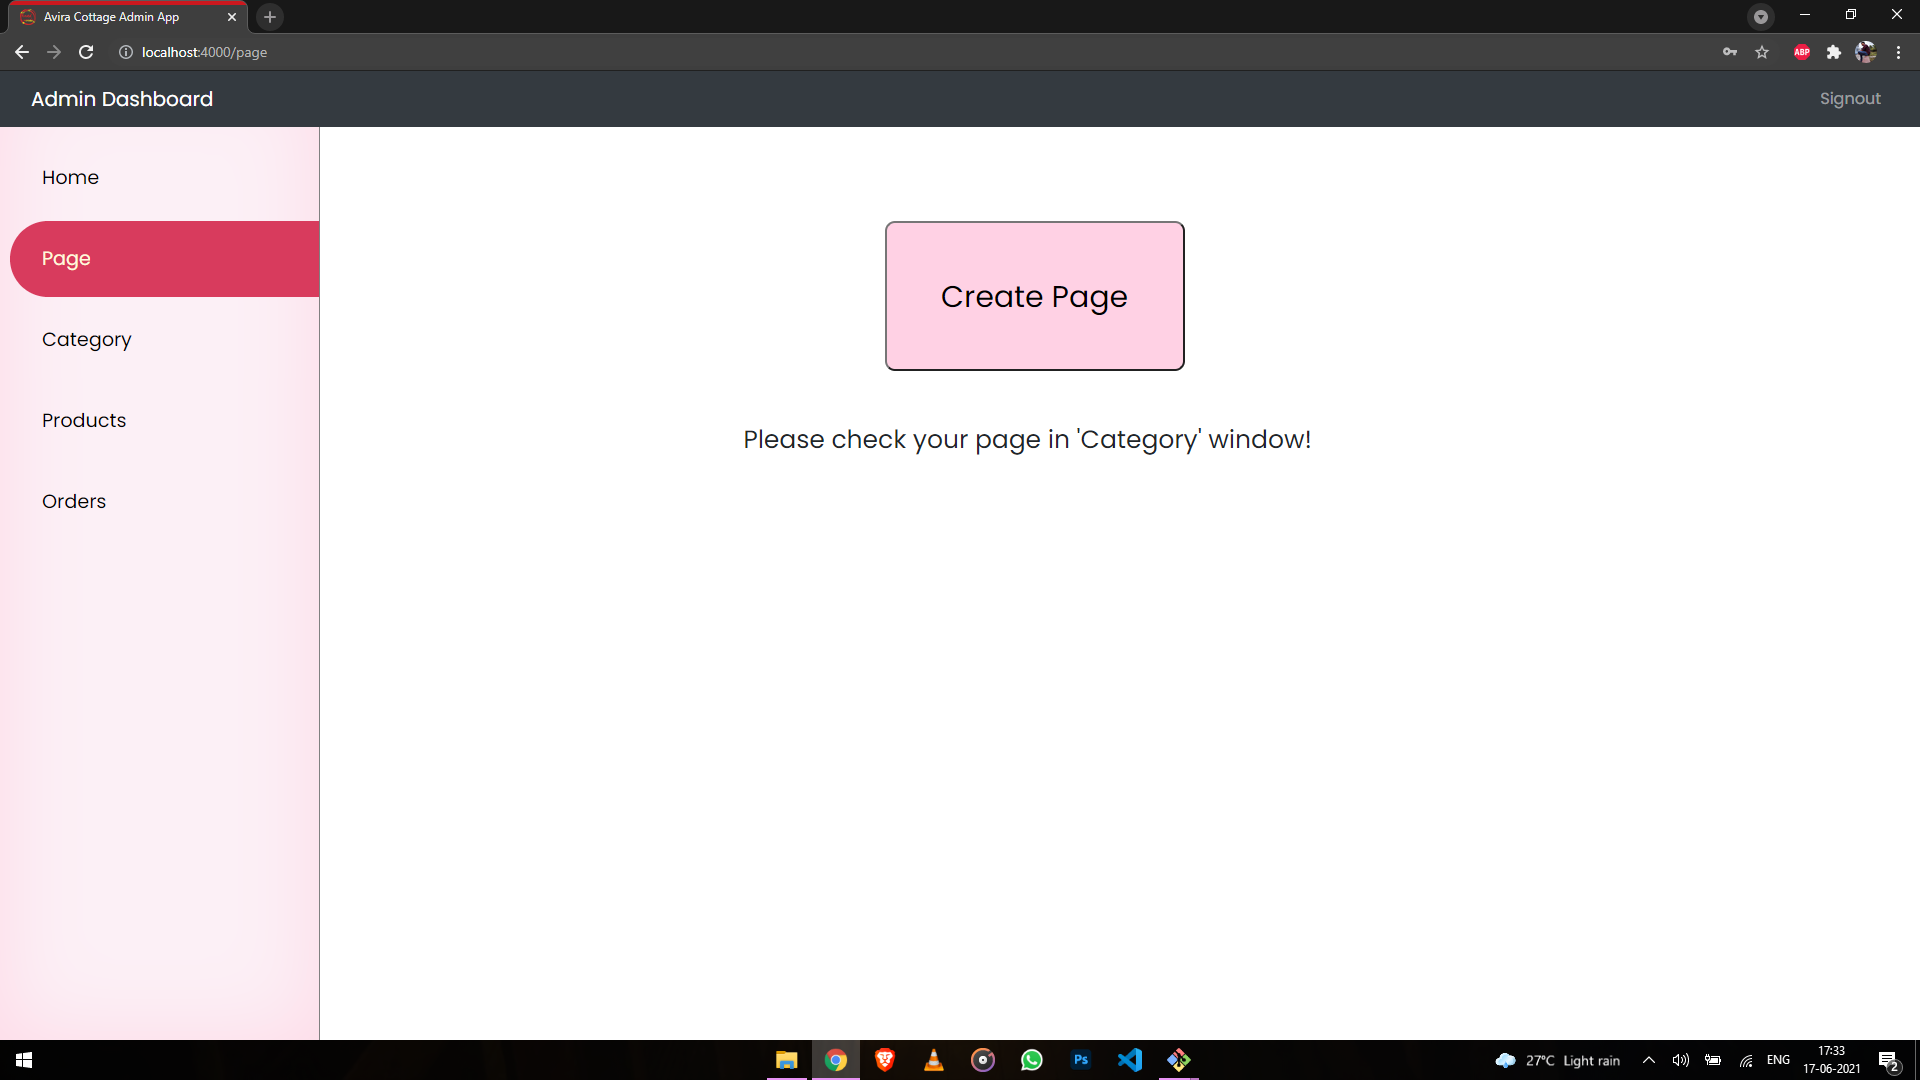 Avira Cottage Admin App
localhost:4000/page
ABP
Admin Dashboard
Signout
Home
Page
Category
Products
Orders
Create Page
Please check your page in 'Category' window!
Ps
27°C Light rain
ENG
17:33
17-06-2021
2